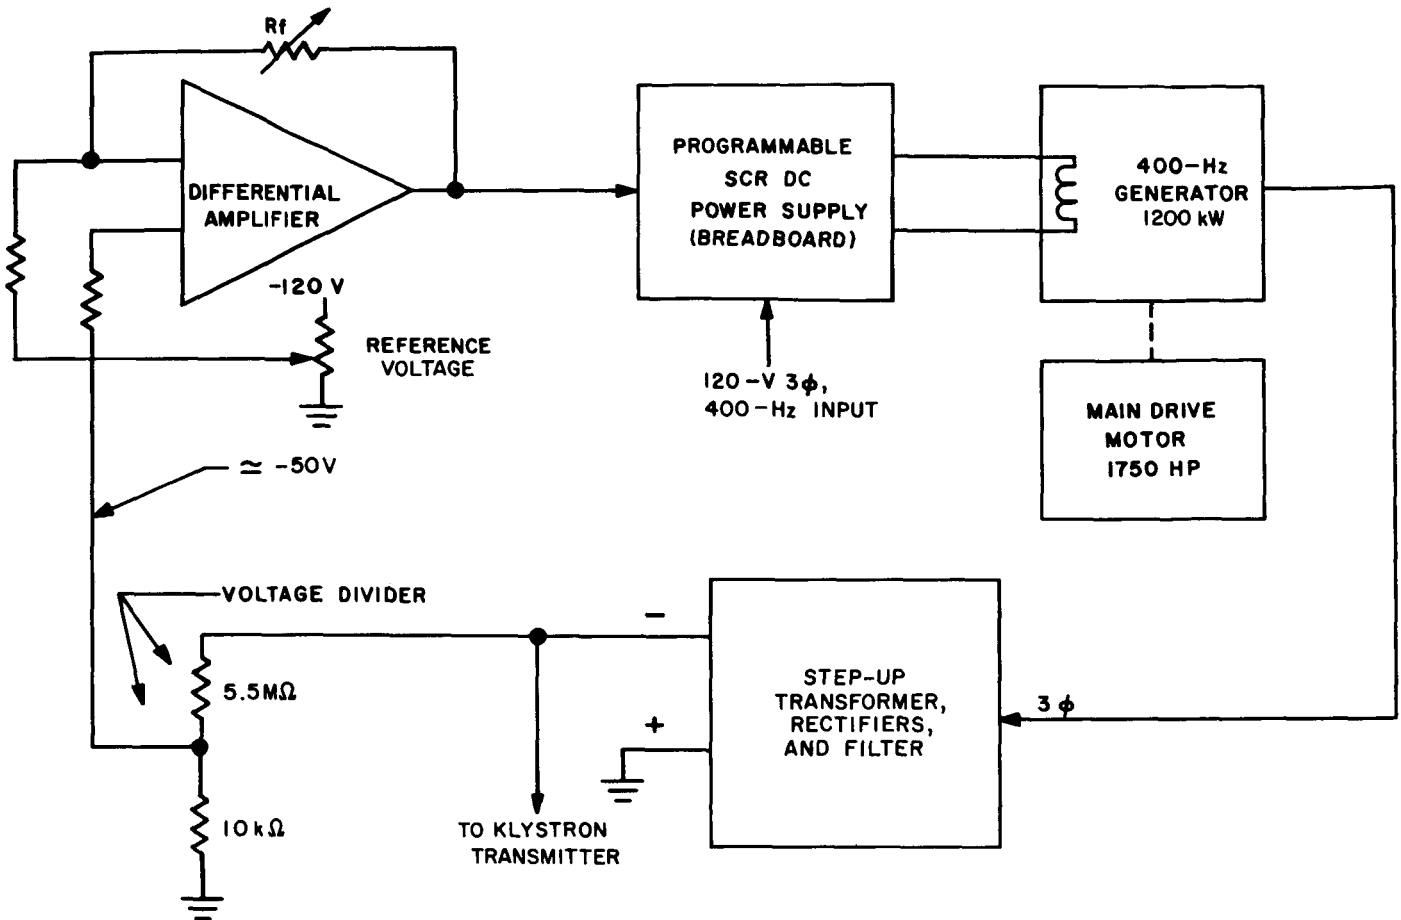 Rf
DIFFERENTIAL
AMPLIFIER
-120 V
REFERENCE
VOLTAGE
≃ -50V
PROGRAMMABLE
SCR DC
POWER SUPPLY
(BREADBOARD)
120-V 3ϕ,
400-Hz INPUT
400-Hz
GENERATOR
1200 kW
MAIN DRIVE
MOTOR
1750 HP
VOLTAGE DIVIDER
5.5MΩ
10kΩ
−
+
TO KLYSTRON
TRANSMITTER
STEP-UP
TRANSFORMER,
RECTIFIERS,
AND FILTER
3 ϕ